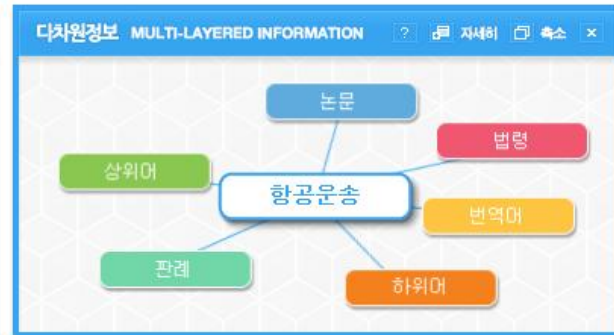 다차원정보 MULTI-LAYERED INFORMATION ? 자세히 축소 ×
논문
법령
상위어
항공운송
번역어
판례
하위어